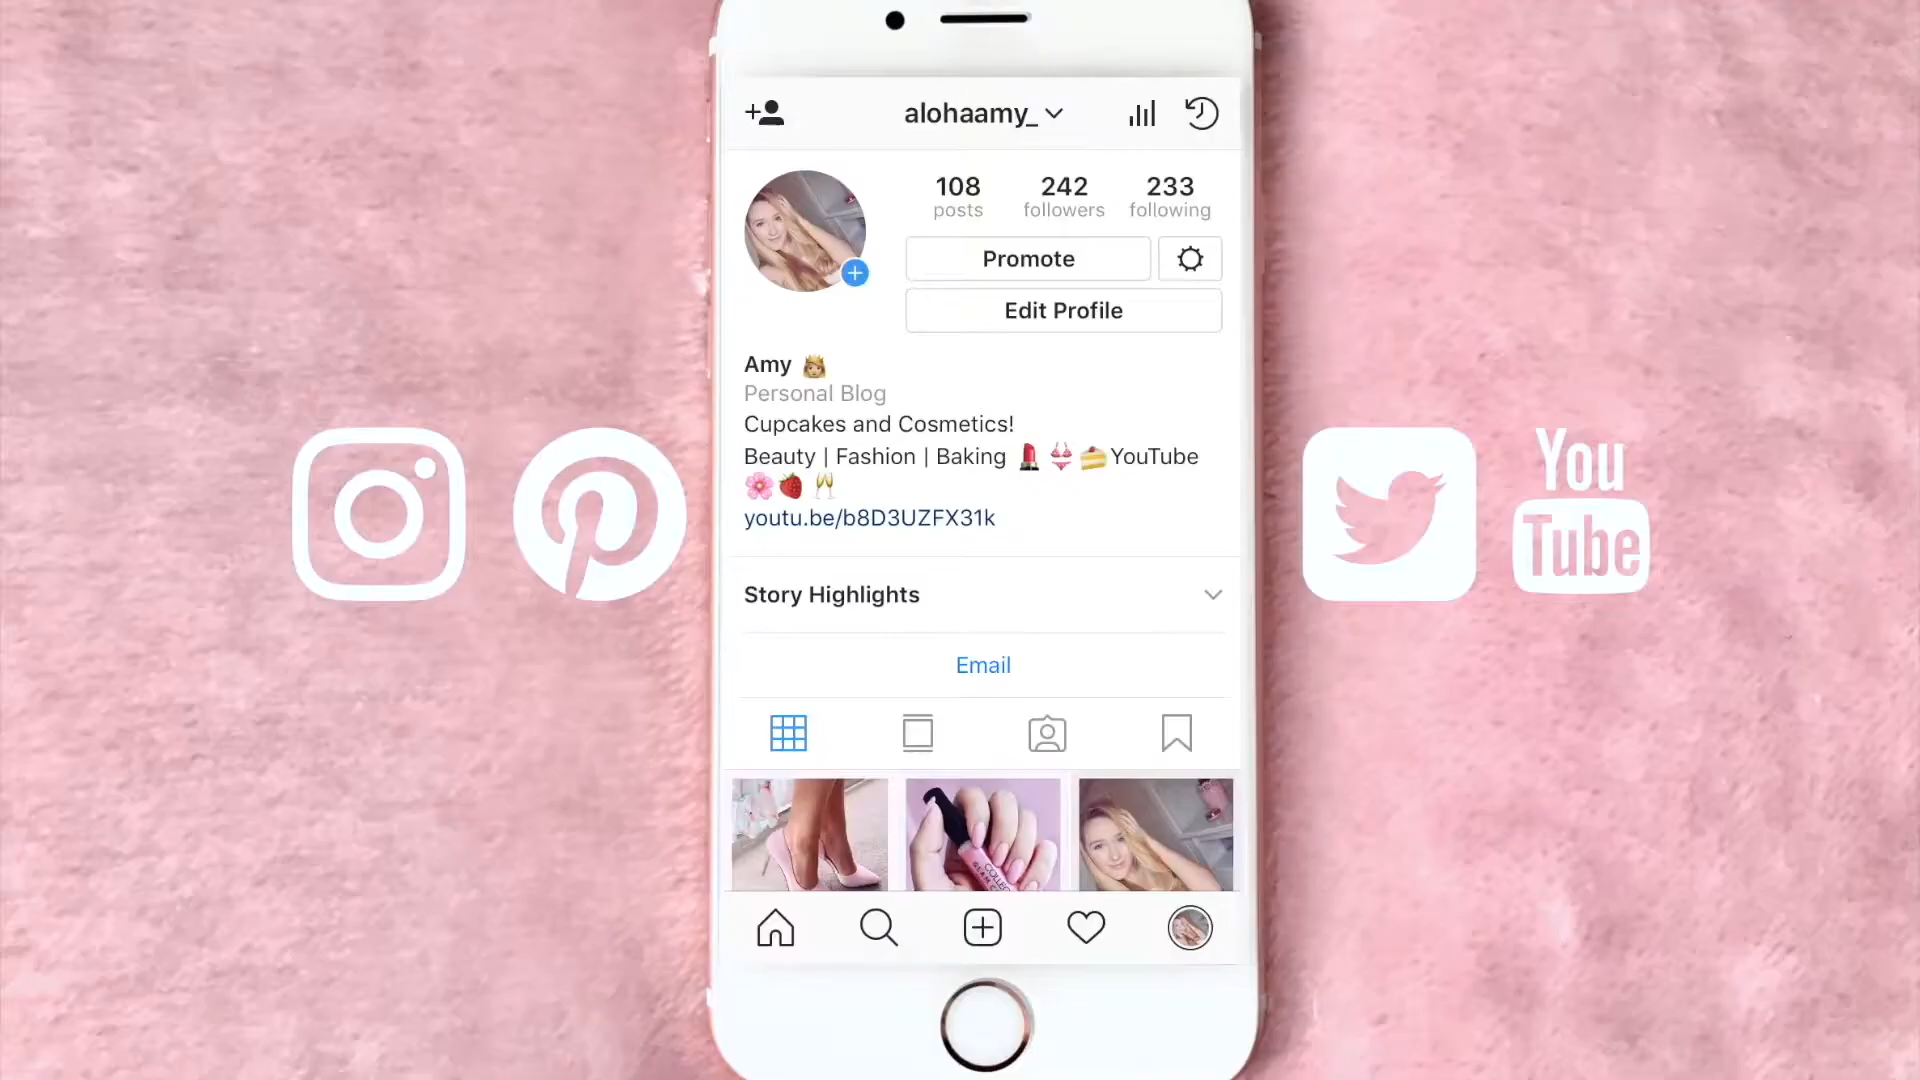 alohaamy_
108 242 233
posts followers following
Promote
Edit Profile
Amy 👸🏼
Personal Blog
Cupcakes and Cosmetics!
Beauty | Fashion | Baking 💄👙🍰YouTube
🌸🍓🥂
youtu.be/b8D3UZFX31k
You
Tube
Story Highlights
Email